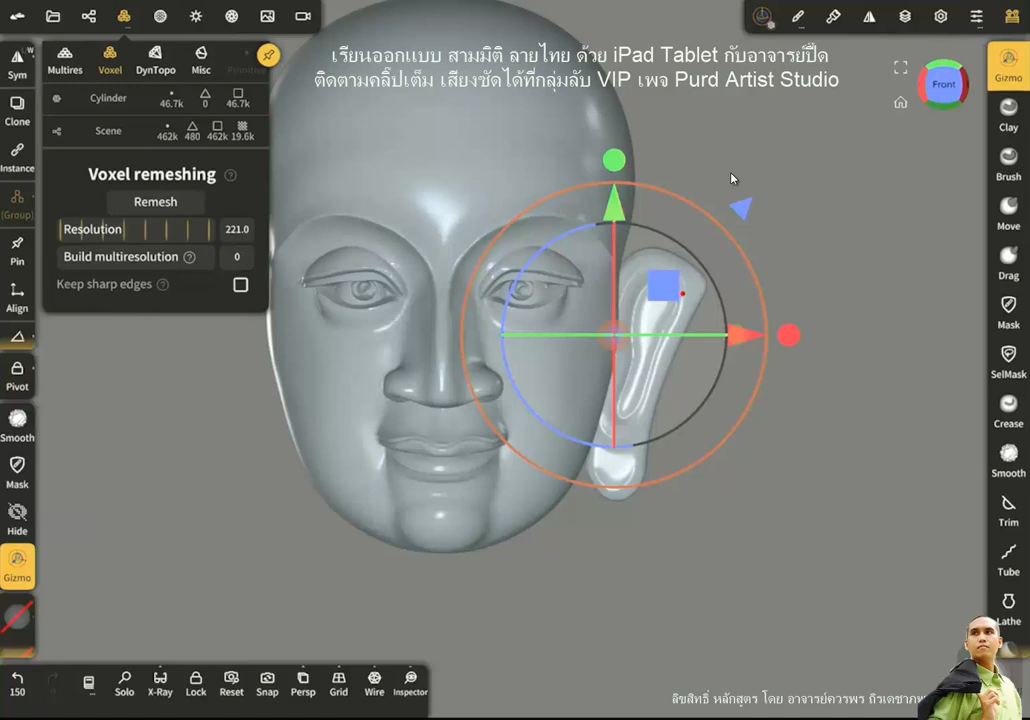 เรียนออกแบบ สามมิติ ลายไทย ด้วย iPad Tablet กับอาจารย์ปื๊ด
ติดตามคลิ๊ปเต็ม เสียงชัดได้ที่กลุ่มลับ VIP เพจ Purd Artist Studio
W
Sym
Clone
Instance
(Group)
Pin
Align
Pivot
Smooth
Mask
Hide
Gizmo
150
Multires
Voxel
DynTopo
Misc
Primitive
Cylinder 46.7k 0 46.7k
Scene 462k 480 462k 19.6k
Voxel remeshing ?
Remesh
Resolution 221.0
Build multiresolution ? 0
Keep sharp edges ?
Front
Gizmo
Clay
Brush
Move
Drag
Mask
SelMask
Crease
Smooth
Trim
Tube
Lathe
Solo
X-Ray
Lock
Reset
Snap
Persp
Grid
Wire
Inspector
ลิขสิทธิ์ หลักสูตร โดย อาจารย์ควรพร